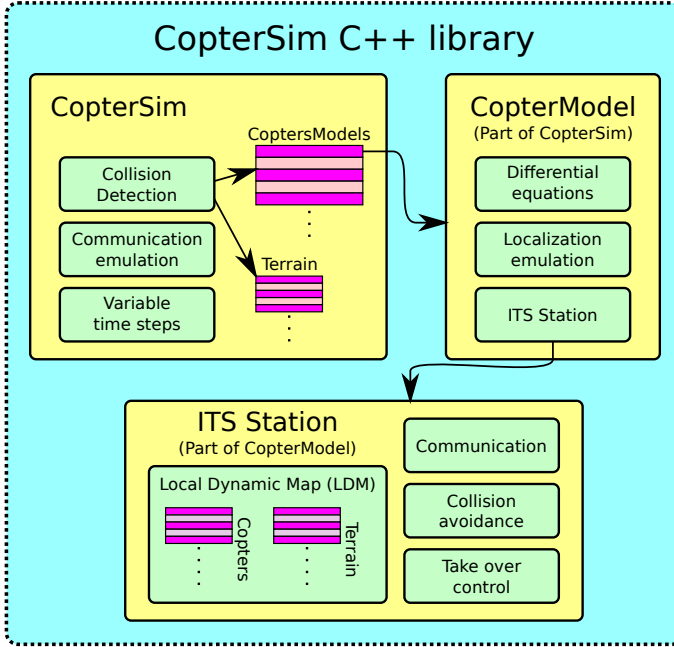 CopterSim C++ library
CopterSim
CoptersModels
Collision
Detection
Communication
emulation
Variable
time steps
Terrain
CopterModel
(Part of CopterSim)
Differential
equations
Localization
emulation
ITS Station
ITS Station
(Part of CopterModel)
Local Dynamic Map (LDM)
Copters
Terrain
Communication
Collision
avoidance
Take over
control